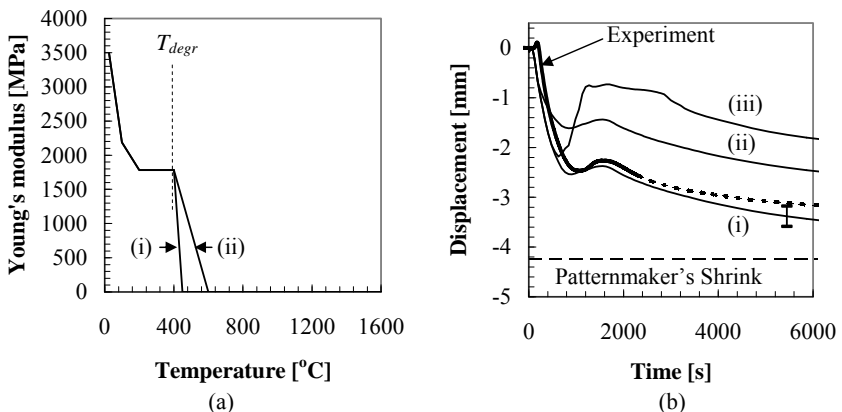 4000
3500
3000
2500
2000
1500
1000
500
0
Young's modulus [MPa]
T_degr
(i)
(ii)
0 400 800 1200 1600
Temperature [°C]
(a)
0
-1
-2
-3
-4
-5
Displacement [mm]
Experiment
(iii)
(ii)
(i)
Patternmaker's Shrink
0 2000 4000 6000
Time [s]
(b)